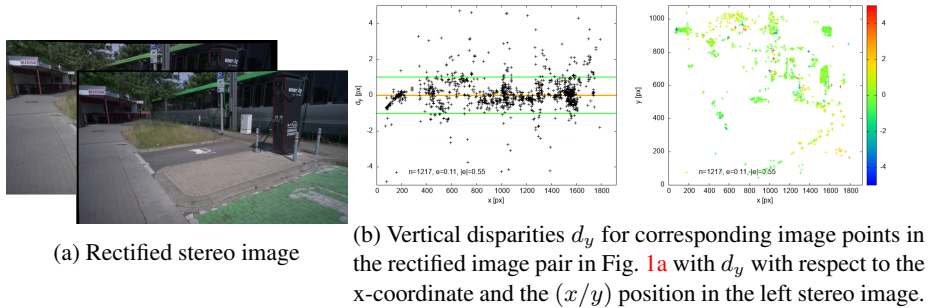 KIOSK
KIOSK
(a) Rectified stereo image
4
2
0
-2
-4
d_y [px]
n=1217, e=0.11, |e|=0.55
0 200 400 600 800 1000 1200 1400 1600 1800
x [px]
1000
800
600
400
200
0
y [px]
n=1217, e=0.11, |e|=0.55
0 200 400 600 800 1000 1200 1400 1600 1800
x [px]
4
2
0
-2
-4
(b) Vertical disparities d_y for corresponding image points in
the rectified image pair in Fig. 1a with d_y with respect to the
x-coordinate and the (x/y) position in the left stereo image.